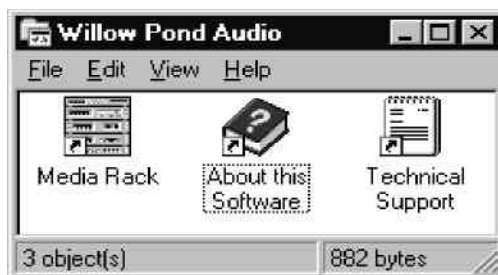 Willow Pond Audio
File Edit View Help
Media Rack About this Software Technical Support
3 object(s) 882 bytes